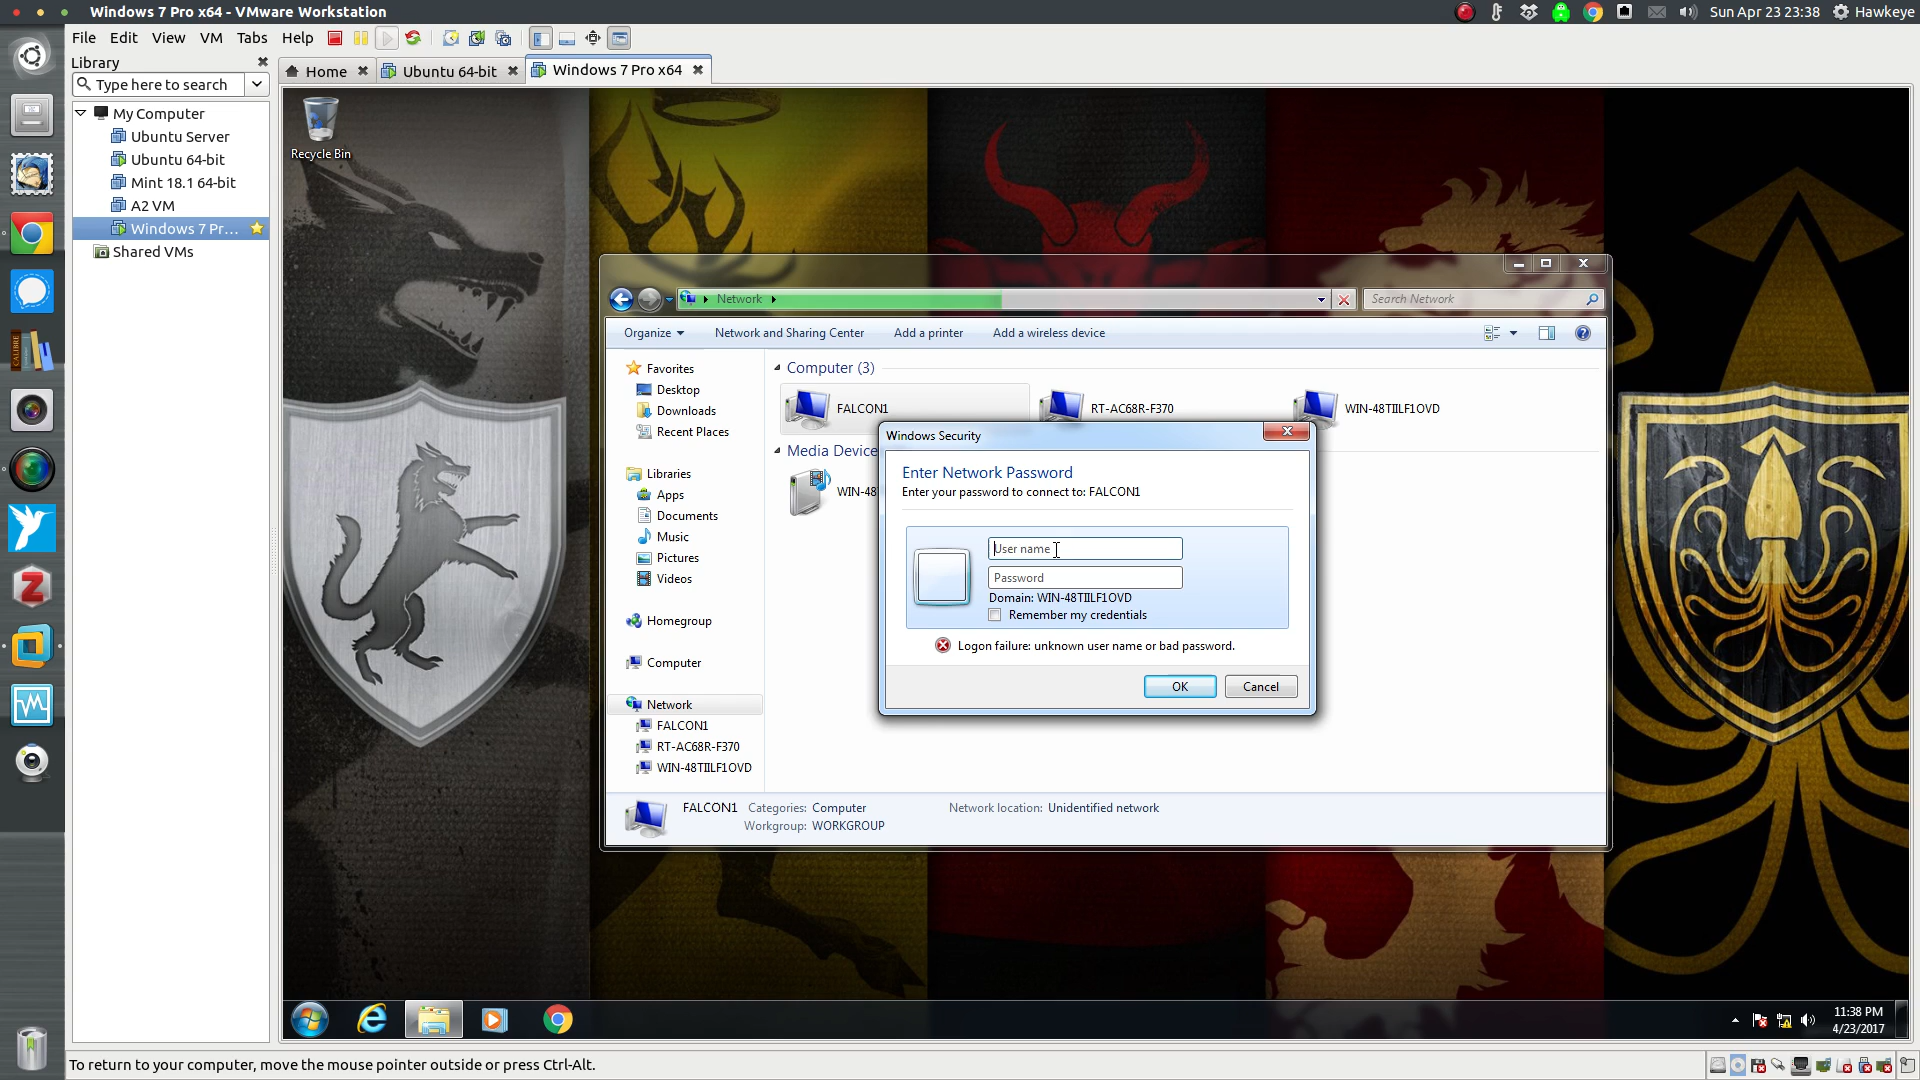 Windows 7 Pro x64 - VMware Workstation
Sun Apr 23 23:38
Hawkeye
File Edit View VM Tabs Help
Library
Type here to search
Home
Ubuntu 64-bit
Windows 7 Pro x64
My Computer
Ubuntu Server
Ubuntu 64-bit
Mint 18.1 64-bit
A2 VM
Windows 7 Pr...
Shared VMs
Recycle Bin
Network
Search Network
Organize
Network and Sharing Center
Add a printer
Add a wireless device
Favorites
Desktop
Downloads
Recent Places
Libraries
Apps
Documents
Music
Pictures
Videos
Homegroup
Computer
Network
FALCON1
RT-AC68R-F370
WIN-48TIILF1OVD
Computer (3)
FALCON1
RT-AC68R-F370
WIN-48TIILF1OVD
Media Device
WIN-48
Windows Security
Enter Network Password
Enter your password to connect to: FALCON1
User name
Password
Domain: WIN-48TIILF1OVD
Remember my credentials
Logon failure: unknown user name or bad password.
OK
Cancel
FALCON1 Categories: Computer
Network location: Unidentified network
Workgroup: WORKGROUP
11:38 PM
4/23/2017
To return to your computer, move the mouse pointer outside or press Ctrl-Alt.
CALIBRE